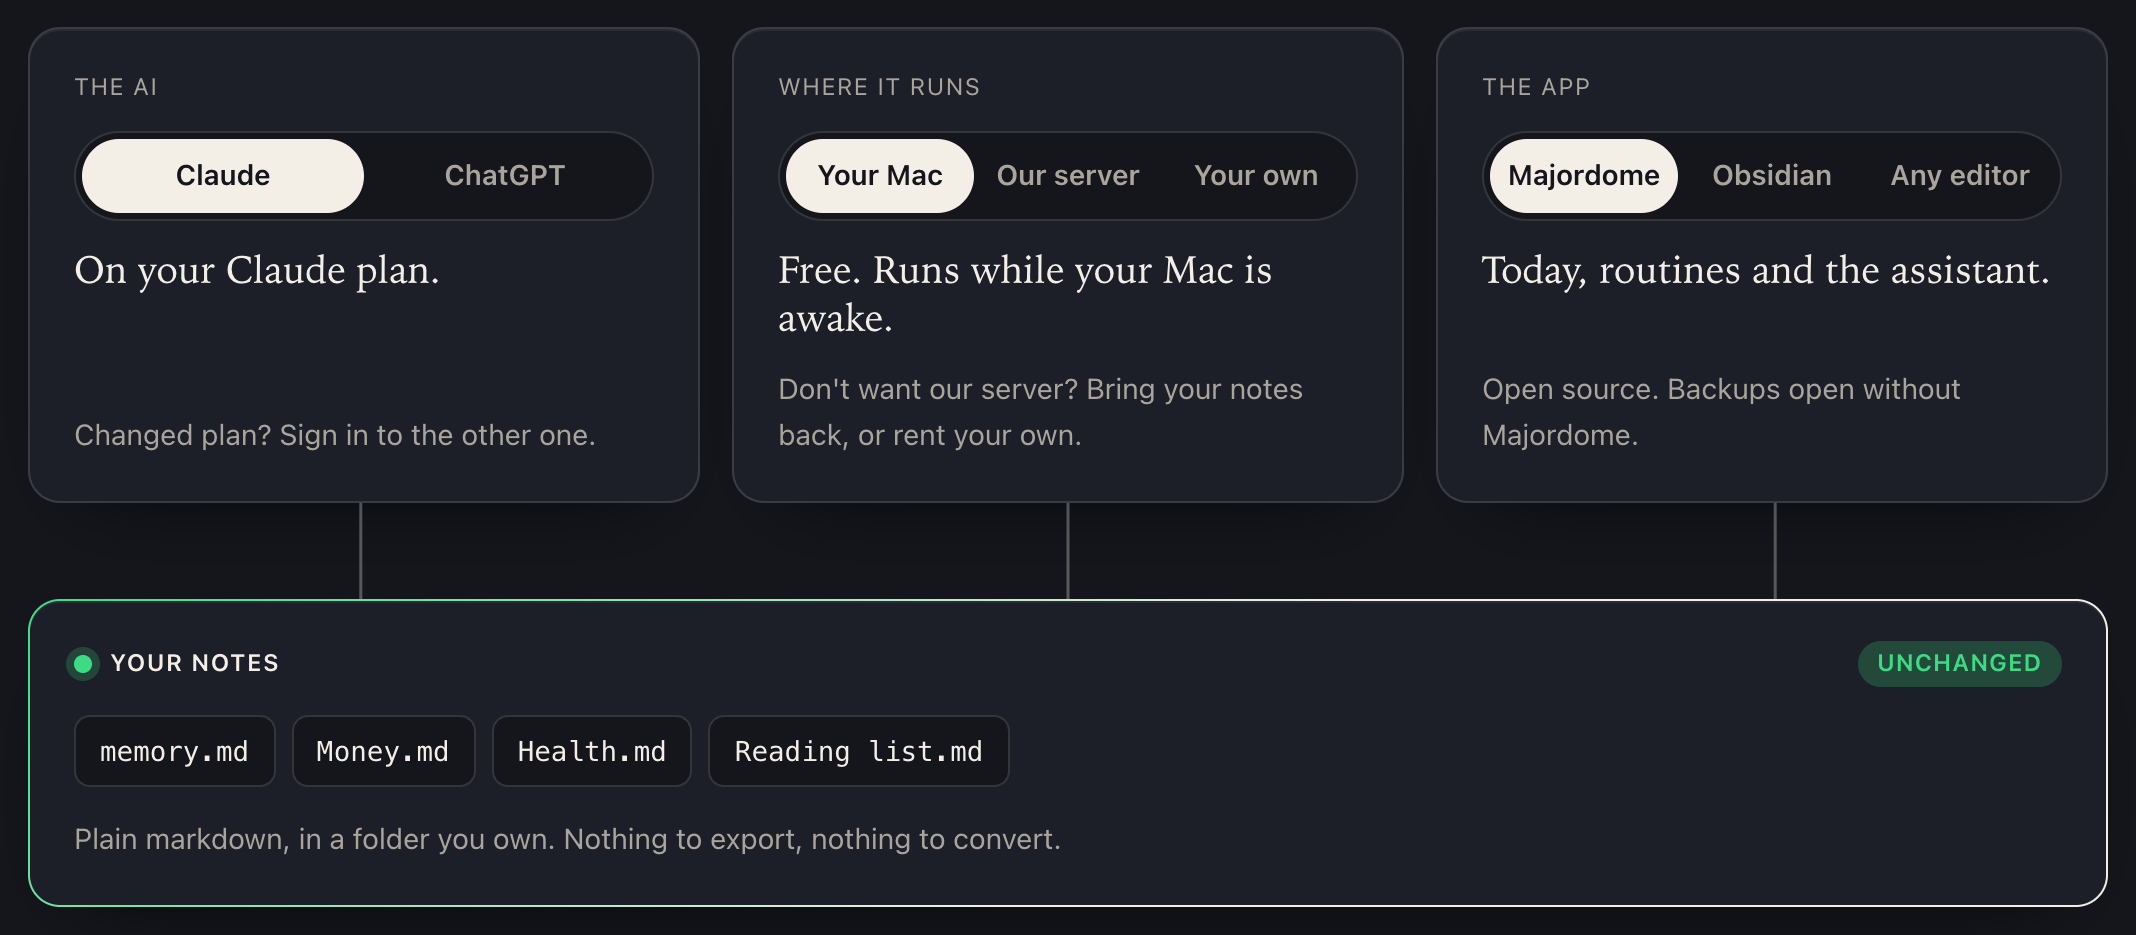 THE AI
Claude
ChatGPT
On your Claude plan.
Changed plan? Sign in to the other one.
WHERE IT RUNS
Your Mac
Our server
Your own
Free. Runs while your Mac is
awake.
Don't want our server? Bring your notes
back, or rent your own.
THE APP
Majordome
Obsidian
Any editor
Today, routines and the assistant.
Open source. Backups open without
Majordome.
YOUR NOTES
UNCHANGED
memory.md
Money.md
Health.md
Reading list.md
Plain markdown, in a folder you own. Nothing to export, nothing to convert.